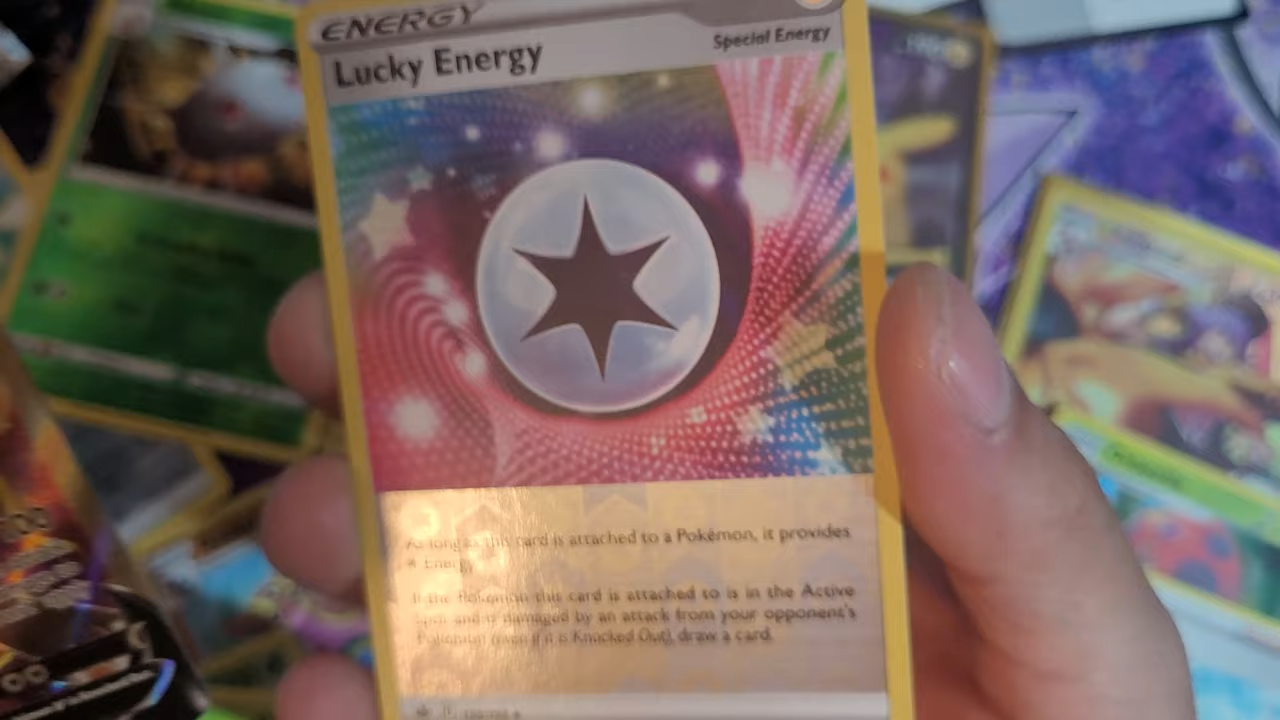 ENERGY
Lucky Energy
Special Energy
As long as this card is attached to a Pokémon, it provides
Energy
If the Pokémon this card is attached to is in the Active
Spot and is damaged by an attack from your opponent's
Pokémon (even if it is Knocked Out), draw a card.